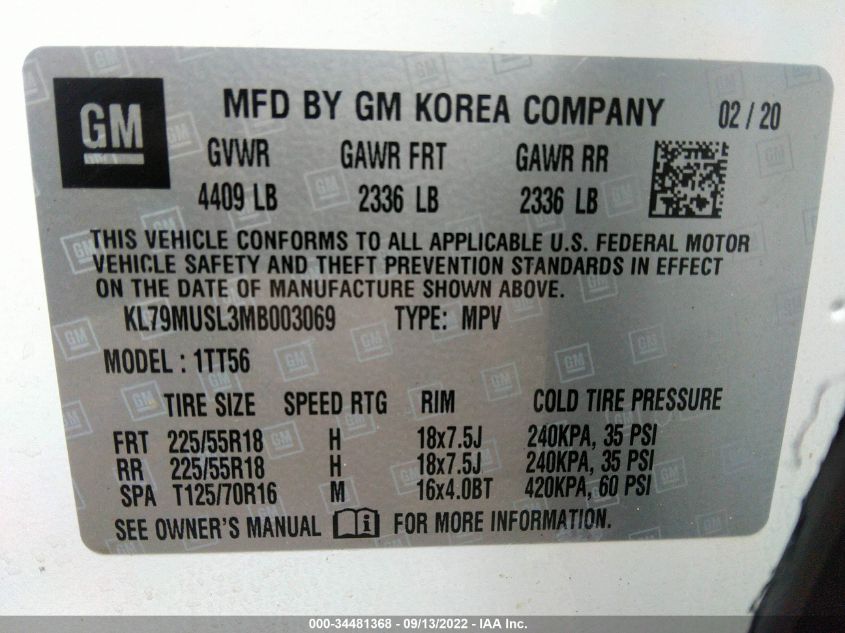 GM
MFD BY GM KOREA COMPANY 02 / 20
GVWR GAWR FRT GAWR RR
4409 LB 2336 LB 2336 LB
THIS VEHICLE CONFORMS TO ALL APPLICABLE U.S. FEDERAL MOTOR
VEHICLE SAFETY AND THEFT PREVENTION STANDARDS IN EFFECT
ON THE DATE OF MANUFACTURE SHOWN ABOVE.
KL79MUSL3MB003069 TYPE: MPV
MODEL : 1TT56
TIRE SIZE SPEED RTG RIM COLD TIRE PRESSURE
FRT 225/55R18 H 18x7.5J 240KPA, 35 PSI
RR 225/55R18 H 18x7.5J 240KPA, 35 PSI
SPA T125/70R16 M 16x4.0BT 420KPA, 60 PSI
SEE OWNER'S MANUAL i FOR MORE INFORMATION.
000-34481368 - 09/13/2022 - IAA Inc.